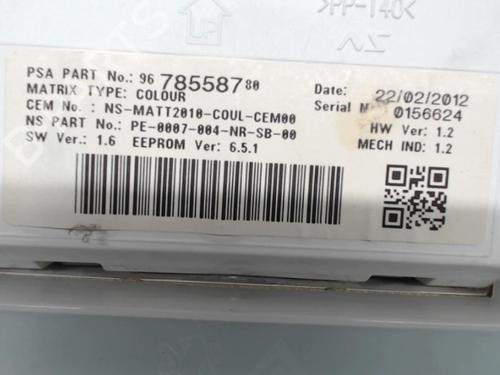 >PP-T40<
PSA PART No.: 96 785587 80
MATRIX TYPE: COLOUR
CEM No.: NS-MATT2010-COUL-CEM00
NS PART No.: PE-0007-004-NR-SB-00
SW Ver.: 1.6 EEPROM Ver: 6.5.1
Date: 22/02/2012
Serial 0156624
HW Ver: 1.2
MECH IND: 1.2